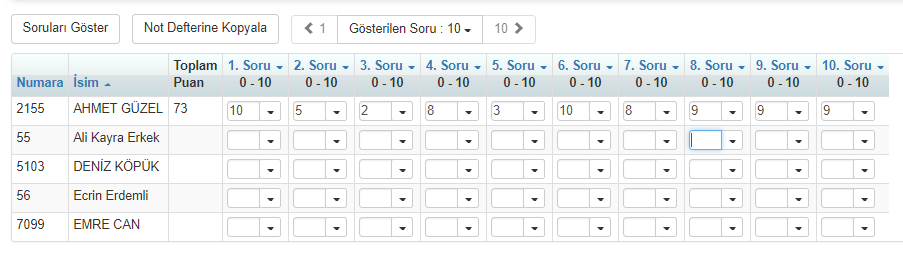 Soruları Göster Not Defterine Kopyala 1 Gösterilen Soru : 10 10
Numara İsim Toplam Puan 1. Soru 0 - 10 2. Soru 0 - 10 3. Soru 0 - 10 4. Soru 0 - 10 5. Soru 0 - 10 6. Soru 0 - 10 7. Soru 0 - 10 8. Soru 0 - 10 9. Soru 0 - 10 10. Soru 0 - 10
2155 AHMET GÜZEL 73 10 5 2 8 3 10 8 9 9 9
55 Ali Kayra Erkek
5103 DENİZ KÖPÜK
56 Ecrin Erdemli
7099 EMRE CAN